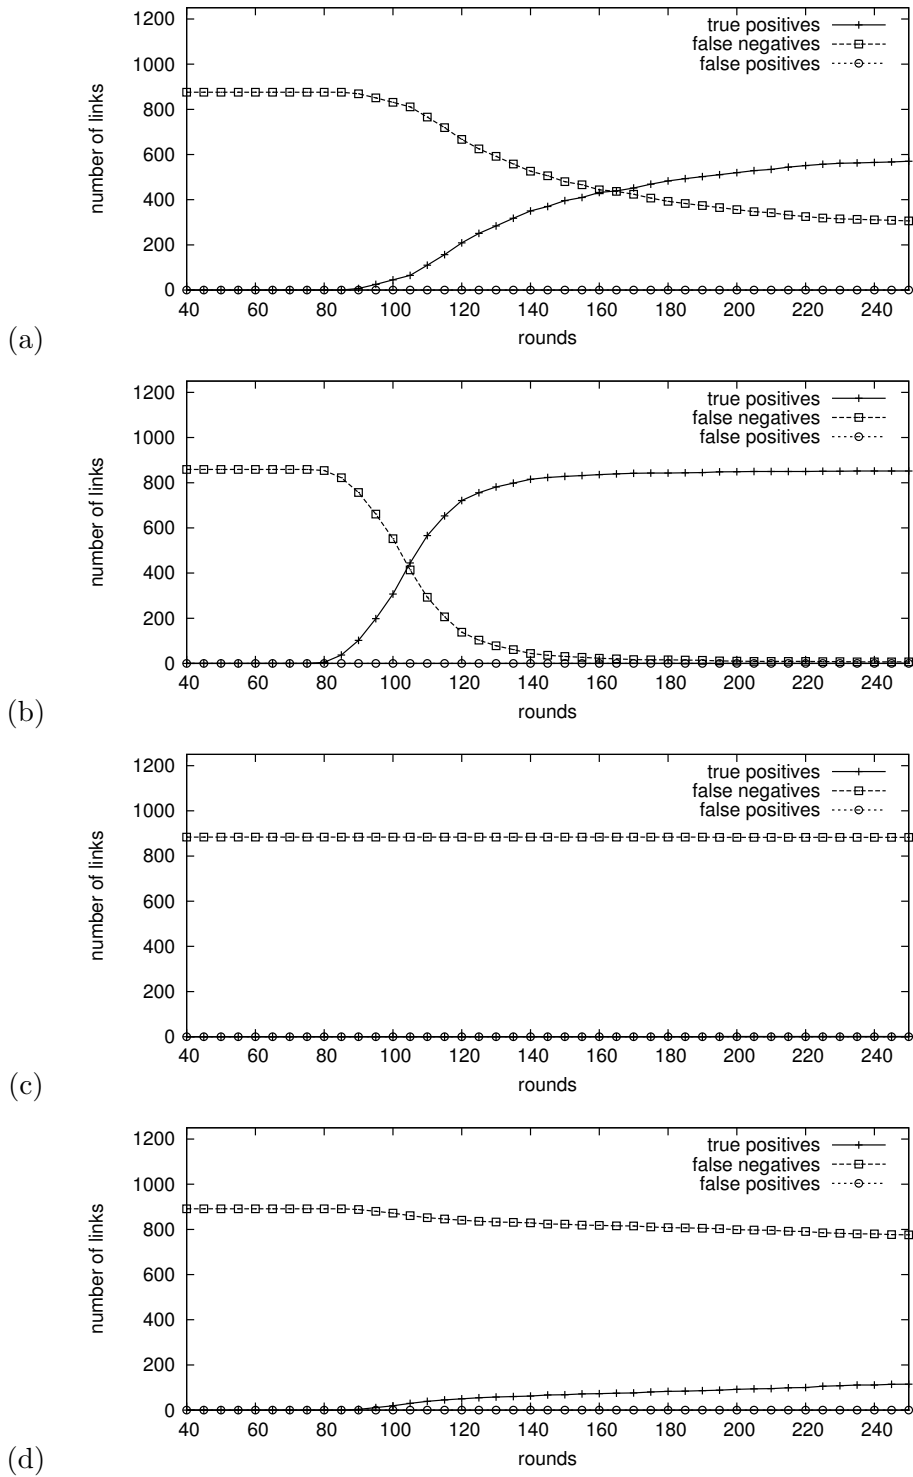 1200
1000
800
600
400
200
0
number of links
true positives
false negatives
false positives
40 60 80 100 120 140 160 180 200 220 240
rounds
(a)
1200
1000
800
600
400
200
0
number of links
true positives
false negatives
false positives
40 60 80 100 120 140 160 180 200 220 240
rounds
(b)
1200
1000
800
600
400
200
0
number of links
true positives
false negatives
false positives
40 60 80 100 120 140 160 180 200 220 240
rounds
(c)
1200
1000
800
600
400
200
0
number of links
true positives
false negatives
false positives
40 60 80 100 120 140 160 180 200 220 240
rounds
(d)